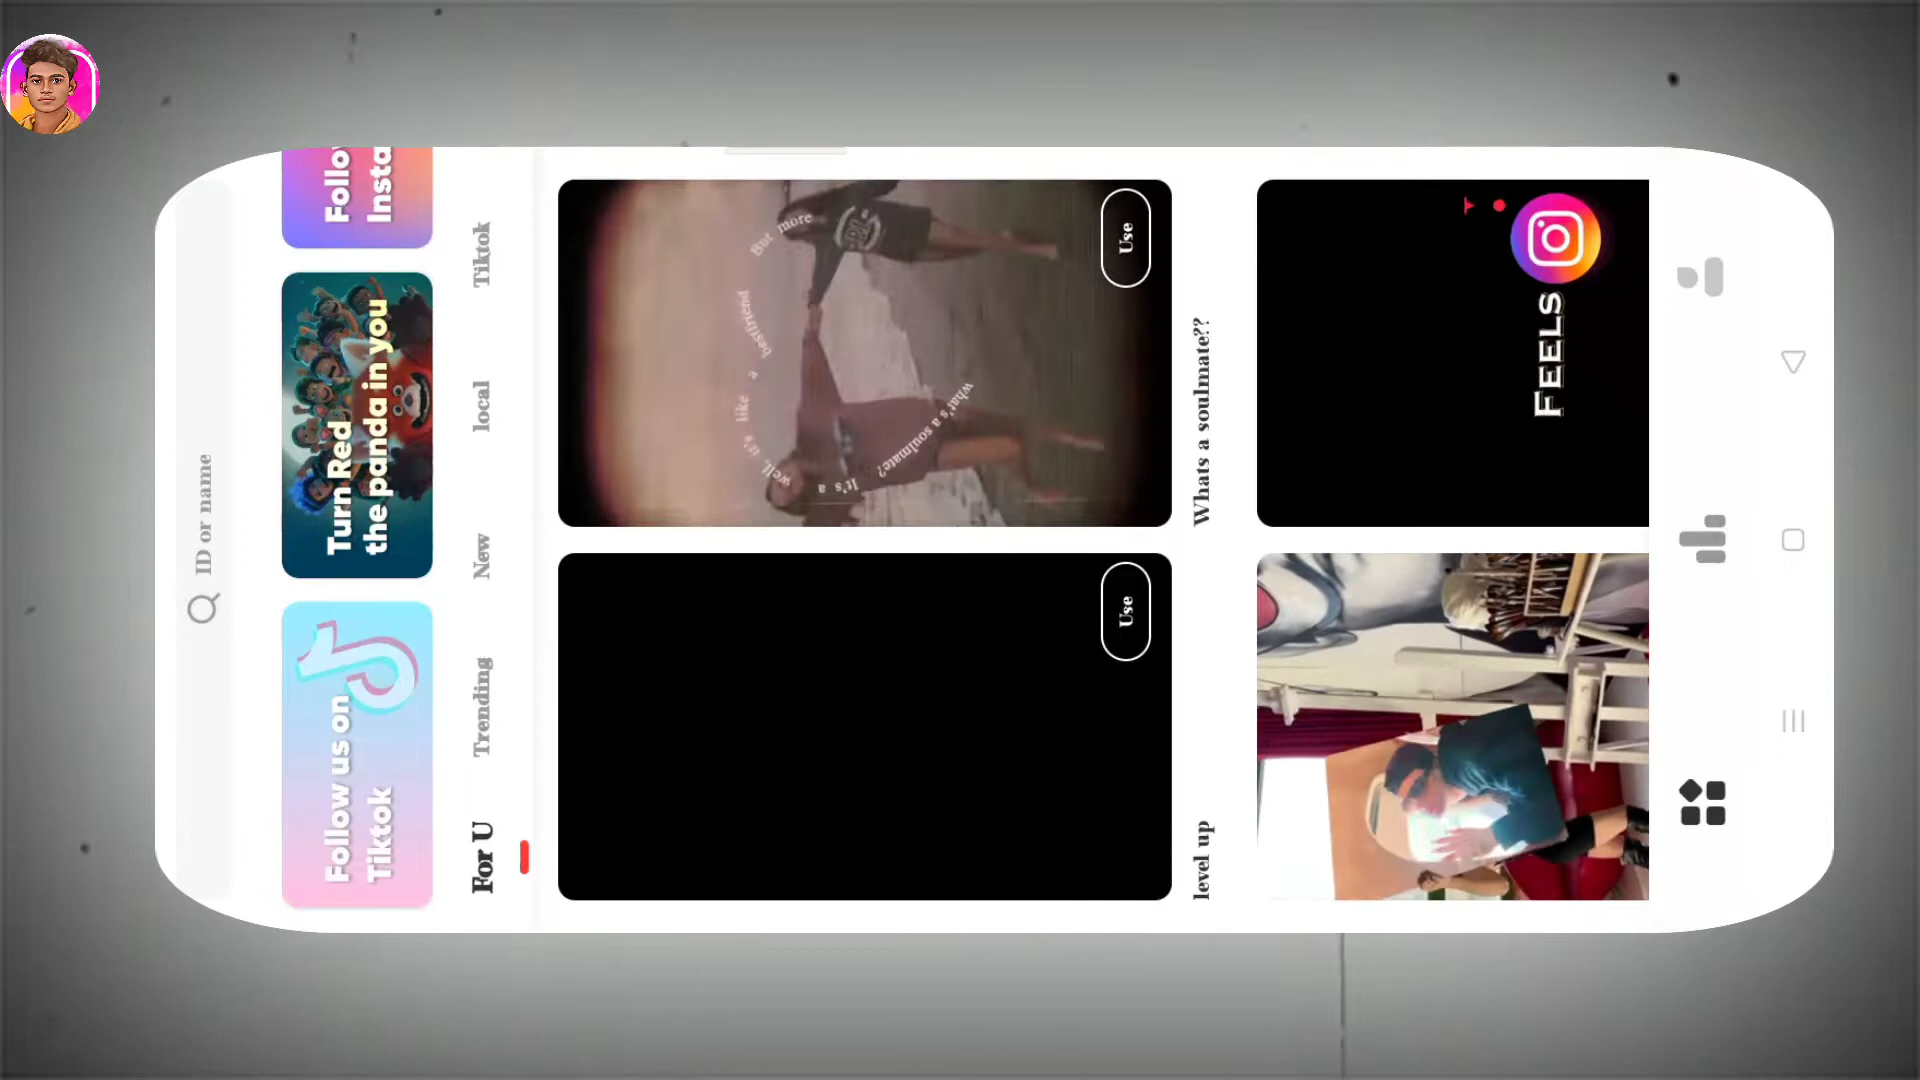 ID or name
Follow us on
Tiktok
Turn Red
the panda in you
Follo
Insta
For U
Trending
New
local
Tiktok
Use
level up
What's a soulmate?
It's a
well, it's like a bestfriend
But more
Use
Whats a soulmate??
FEELS